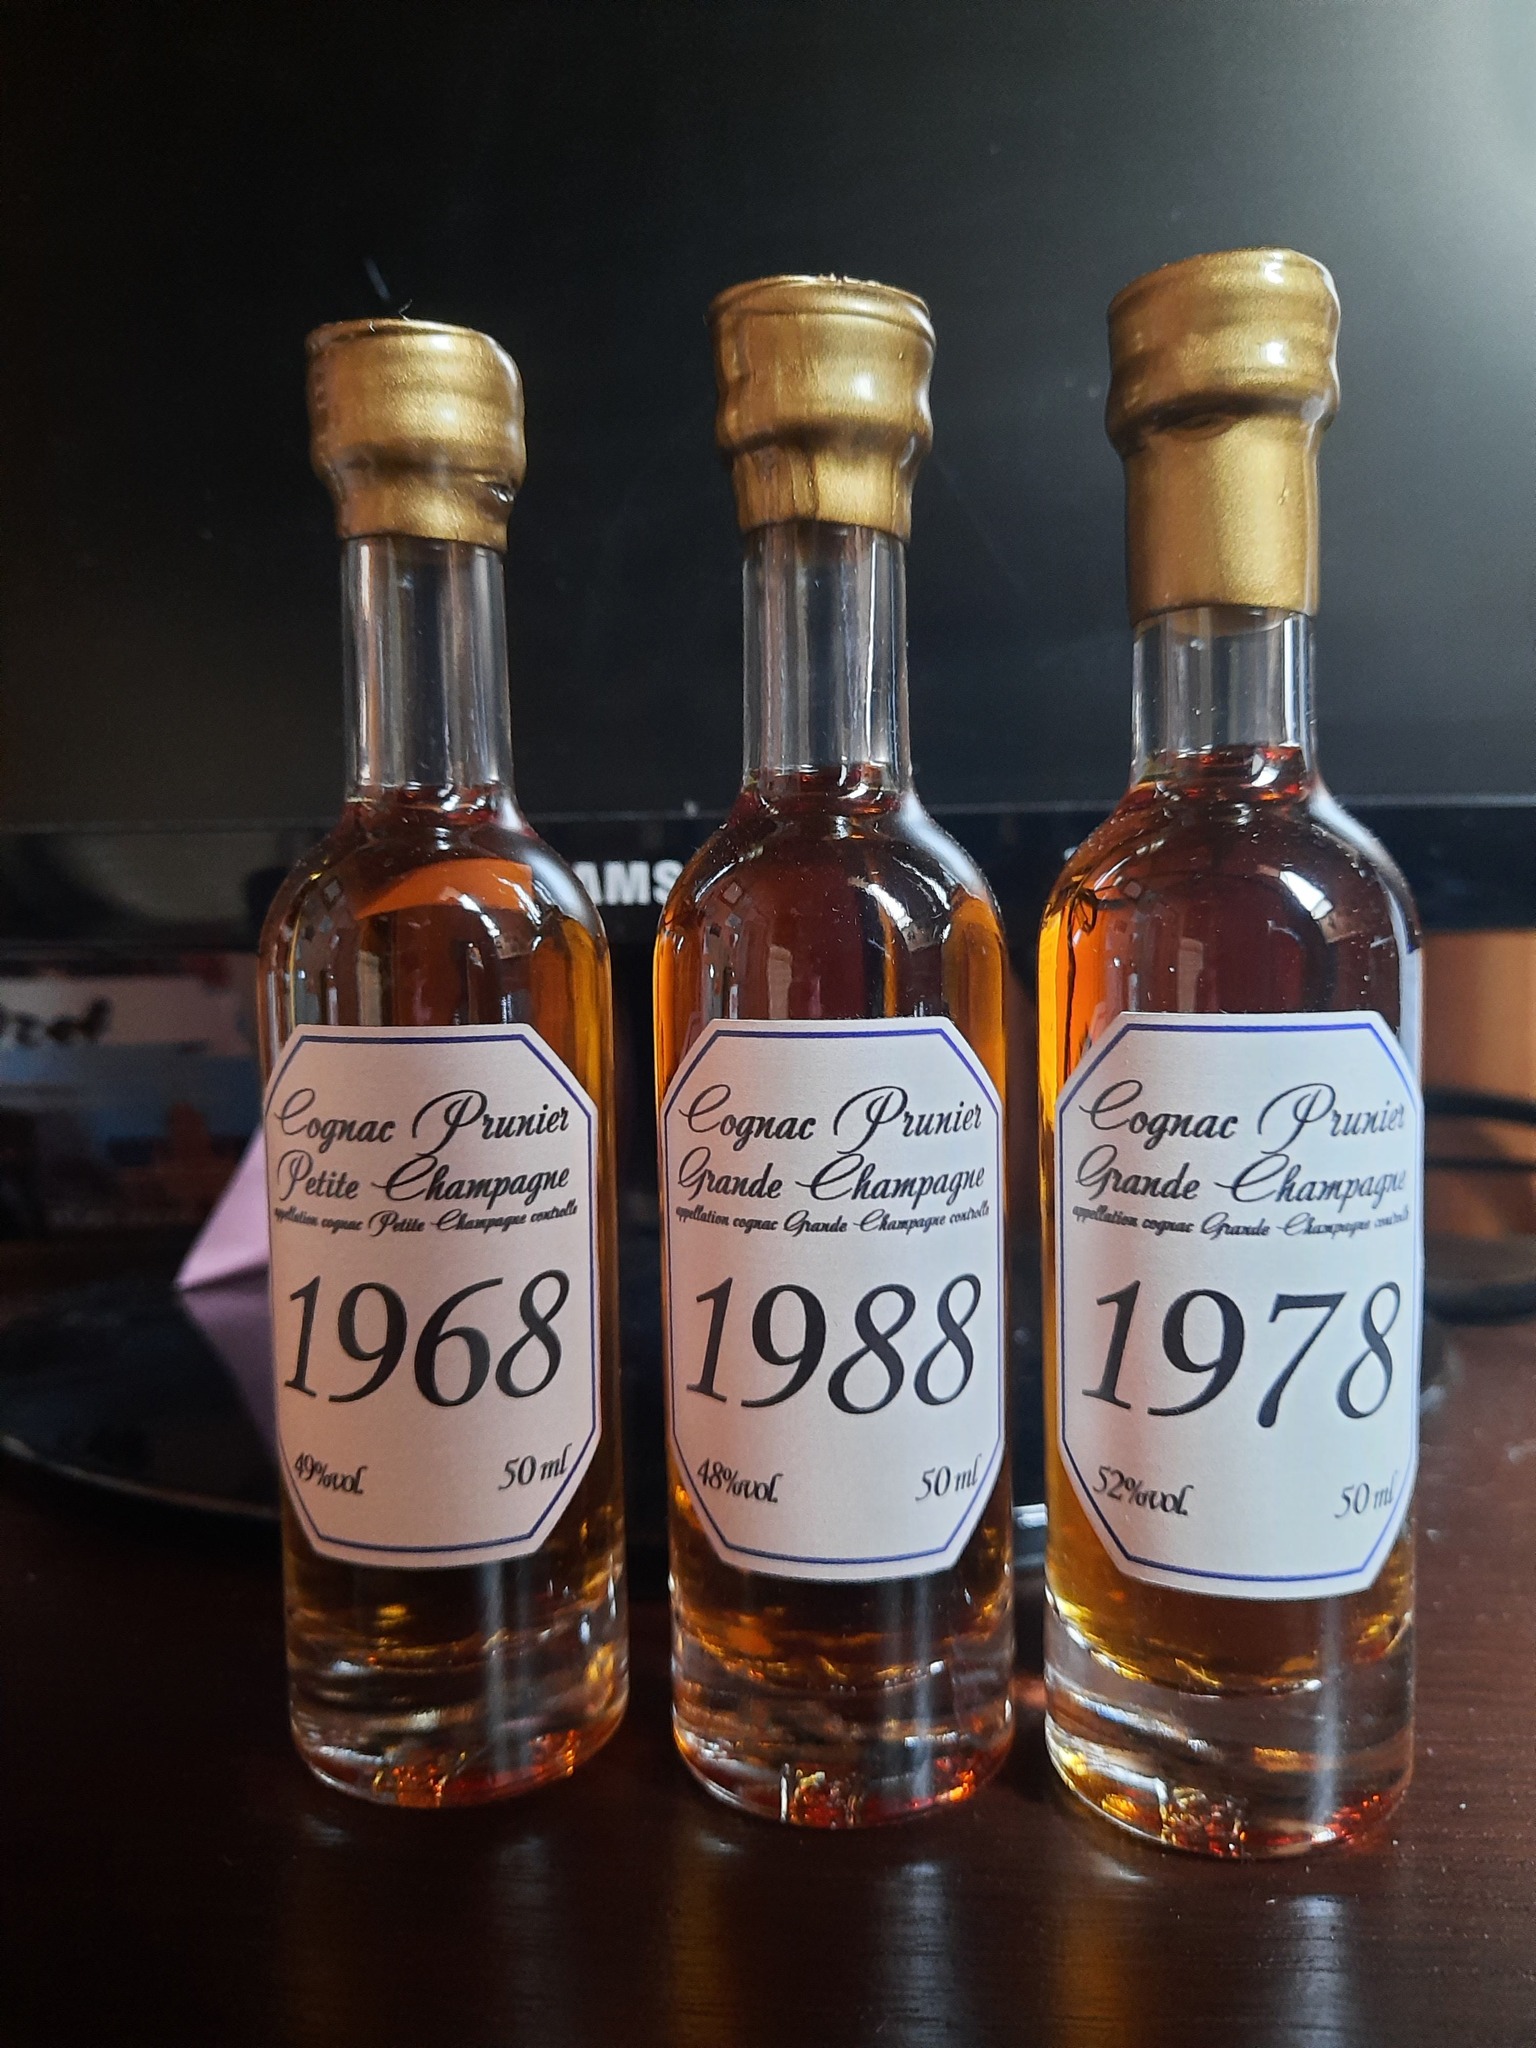 AMS
Cognac Prunier
Petite Champagne
appellation cognac Petite Champagne controlle
1968
49%vol.
50 ml
Cognac Prunier
Grande Champagne
appellation cognac Grande Champagne controlle
1988
48%vol.
50 ml
Cognac Prunier
Grande Champagne
appellation cognac Grande Champagne controlle
1978
52%vol.
50 ml